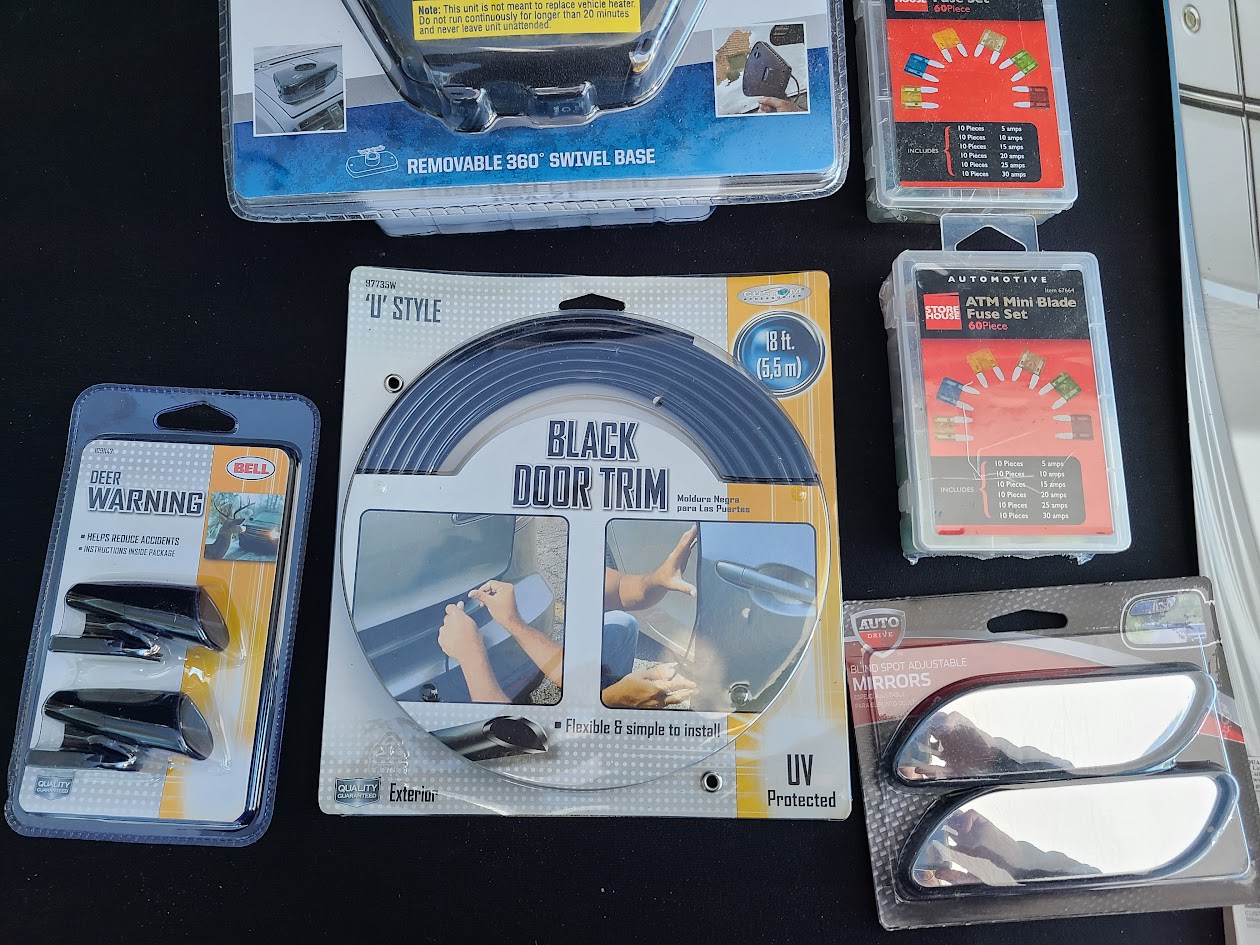 Note: This unit is not meant to replace vehicle heater.
Do not run continuously for longer than 20 minutes
and never leave unit unattended.
REMOVABLE 360° SWIVEL BASE
HOUSE
Fuse Set
60Piece
INCLUDES
10 Pieces 5 amps
10 Pieces 10 amps
10 Pieces 15 amps
10 Pieces 20 amps
10 Pieces 25 amps
10 Pieces 30 amps
AUTOMOTIVE
Item 67664
STORE
HOUSE
ATM Mini Blade
Fuse Set
60Piece
INCLUDES
10 Pieces 5 amps
10 Pieces 10 amps
10 Pieces 15 amps
10 Pieces 20 amps
10 Pieces 25 amps
10 Pieces 30 amps
97735W
'U' STYLE
CUSTOM
ACCESSORIES
18 ft.
(5,5 m)
BLACK
DOOR TRIM
Moldura Negra
para Las Puertas
Flexible & simple to install
QUALITY
GUARANTEED
Exterior
UV
Protected
BELL
DEER
WARNING
HELPS REDUCE ACCIDENTS
INSTRUCTIONS INSIDE PACKAGE
QUALITY
GUARANTEED
AUTO
DRIVE
BLIND SPOT ADJUSTABLE
MIRRORS